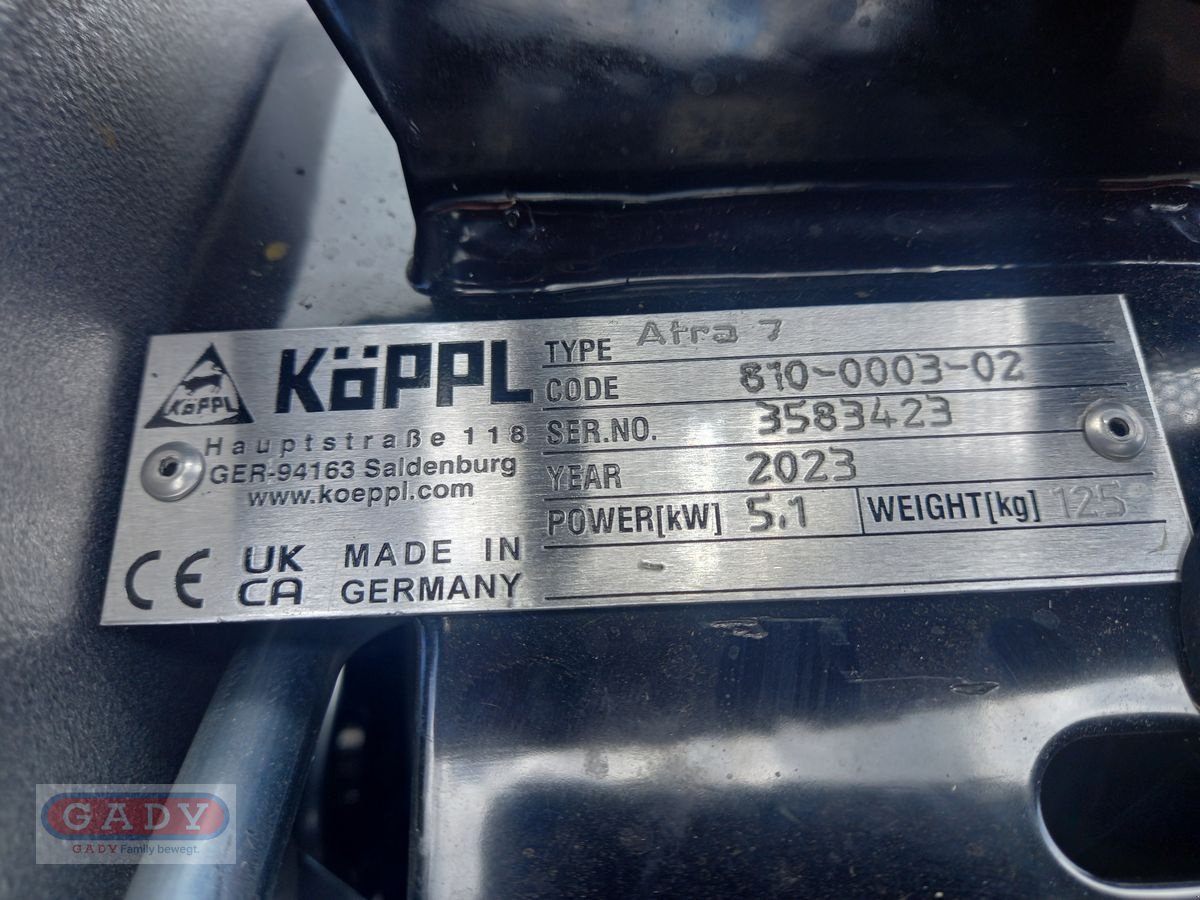 KöPPL
KöPPL
Hauptstraße 118
GER-94163 Saldenburg
www.koeppl.com
CE UK CA MADE IN GERMANY
TYPE Atra 7
CODE 810-0003-02
SER.NO. 3583423
YEAR 2023
POWER[kW] 5.1 WEIGHT[kg] 125
GADY
GADY Family bewegt.